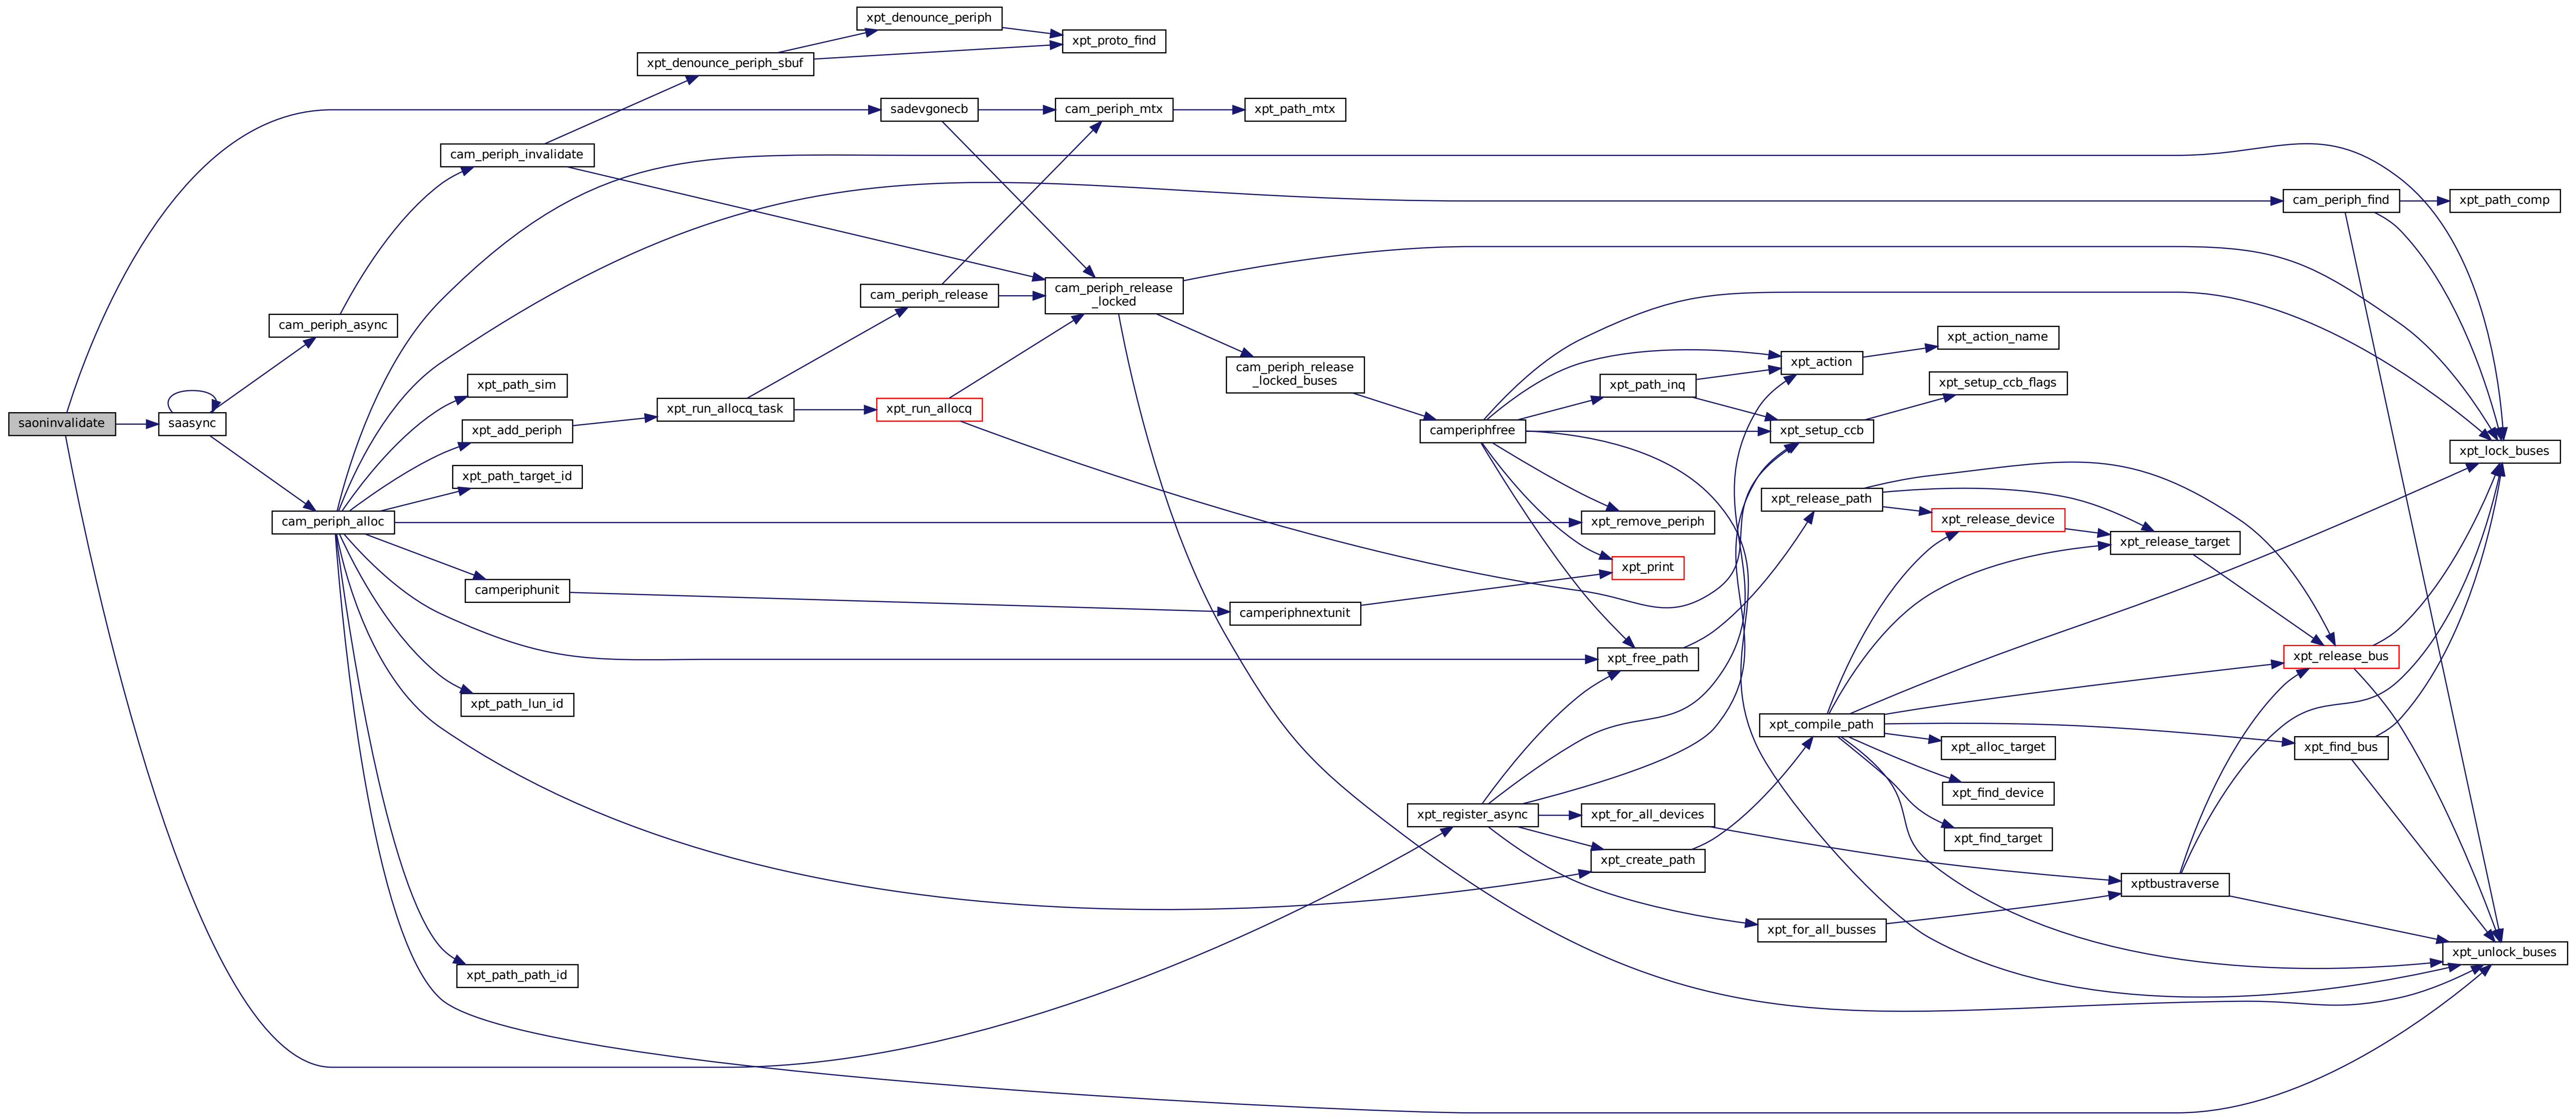 xpt_denounce_periph
xpt_proto_find
xpt_denounce_periph_sbuf
sadevgonecb
cam_periph_mtx
xpt_path_mtx
cam_periph_invalidate
cam_periph_find
xpt_path_comp
cam_periph_release
cam_periph_release
_locked
cam_periph_async
xpt_action_name
xpt_action
cam_periph_release
_locked_buses
xpt_path_sim
xpt_path_inq
xpt_setup_ccb_flags
xpt_run_allocq_task
xpt_run_allocq
saoninvalidate
saasync
xpt_add_periph
camperiphfree
xpt_setup_ccb
xpt_lock_buses
xpt_path_target_id
xpt_release_path
cam_periph_alloc
xpt_remove_periph
xpt_release_device
xpt_release_target
xpt_print
camperiphunit
camperiphnextunit
xpt_free_path
xpt_release_bus
xpt_path_lun_id
xpt_compile_path
xpt_alloc_target
xpt_find_bus
xpt_find_device
xpt_register_async
xpt_for_all_devices
xpt_find_target
xpt_create_path
xptbustraverse
xpt_for_all_busses
xpt_unlock_buses
xpt_path_path_id